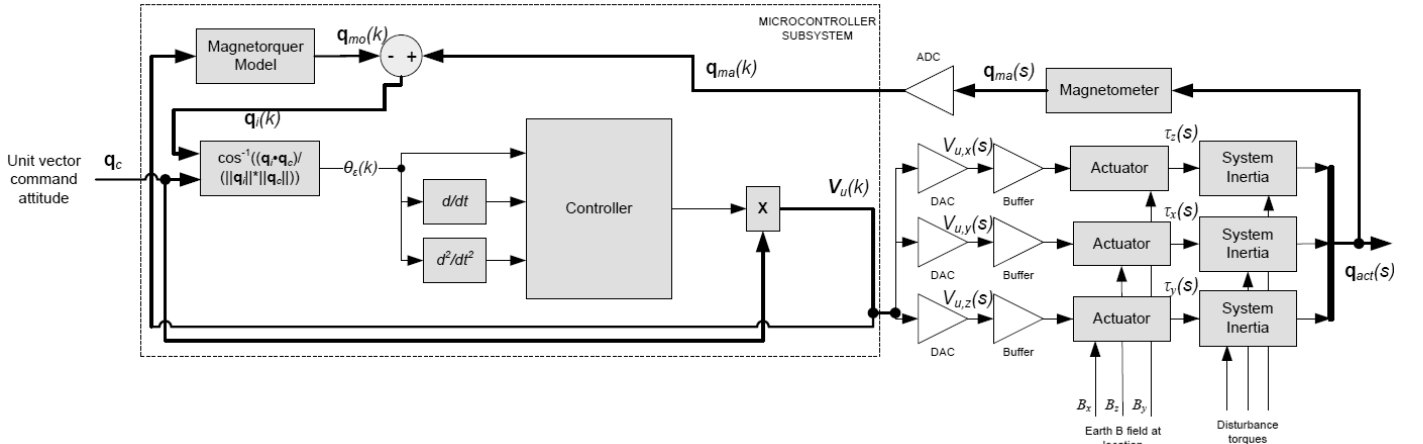 MICROCONTROLLER
SUBSYSTEM
Magnetorquer
Model
q_mo(k)
- +
q_ma(k)
ADC
q_ma(s)
Magnetometer
q_i(k)
Unit vector
command
attitude
q_c
cos⁻¹((q_i•q_c)/
(||q_i||*||q_c||))
θ_ε(k)
d/dt
d²/dt²
Controller
X
V_u(k)
V_u,x(s)
DAC
Buffer
Actuator
τ_z(s)
System
Inertia
V_u,y(s)
DAC
Buffer
Actuator
τ_x(s)
System
Inertia
V_u,z(s)
DAC
Buffer
Actuator
τ_y(s)
System
Inertia
q_act(s)
B_x B_z B_y
Earth B field at
location
Disturbance
torques